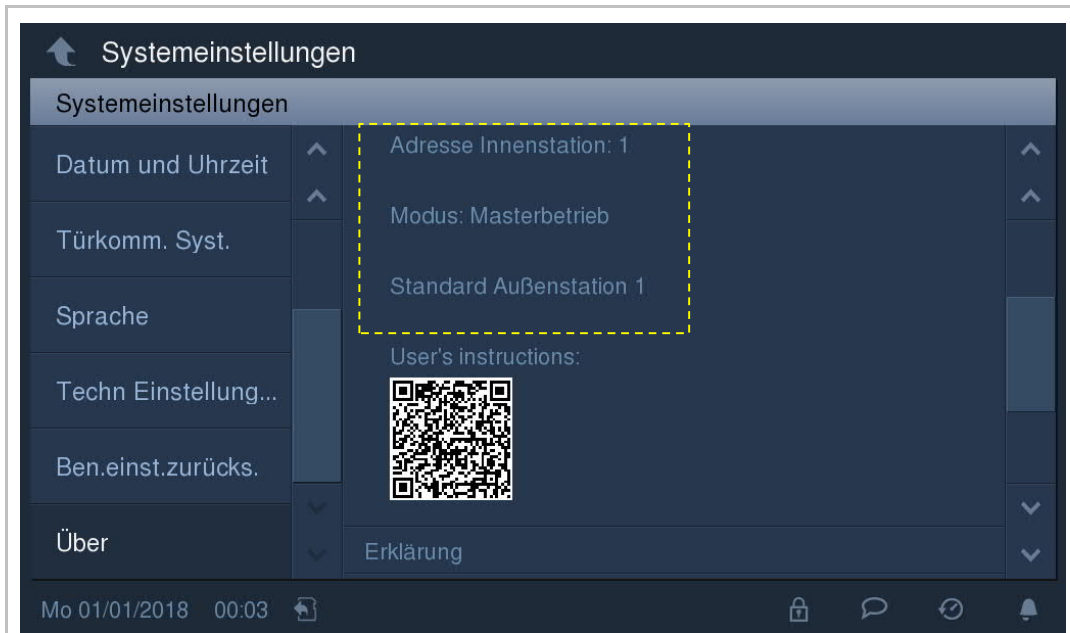 Systemeinstellungen
Systemeinstellungen
Datum und Uhrzeit
Türkomm. Syst.
Sprache
Techn Einstellung...
Ben.einst.zurücks.
Über
Adresse Innenstation: 1
Modus: Masterbetrieb
Standard Außenstation 1
User's instructions:
Erklärung
Mo 01/01/2018 00:03